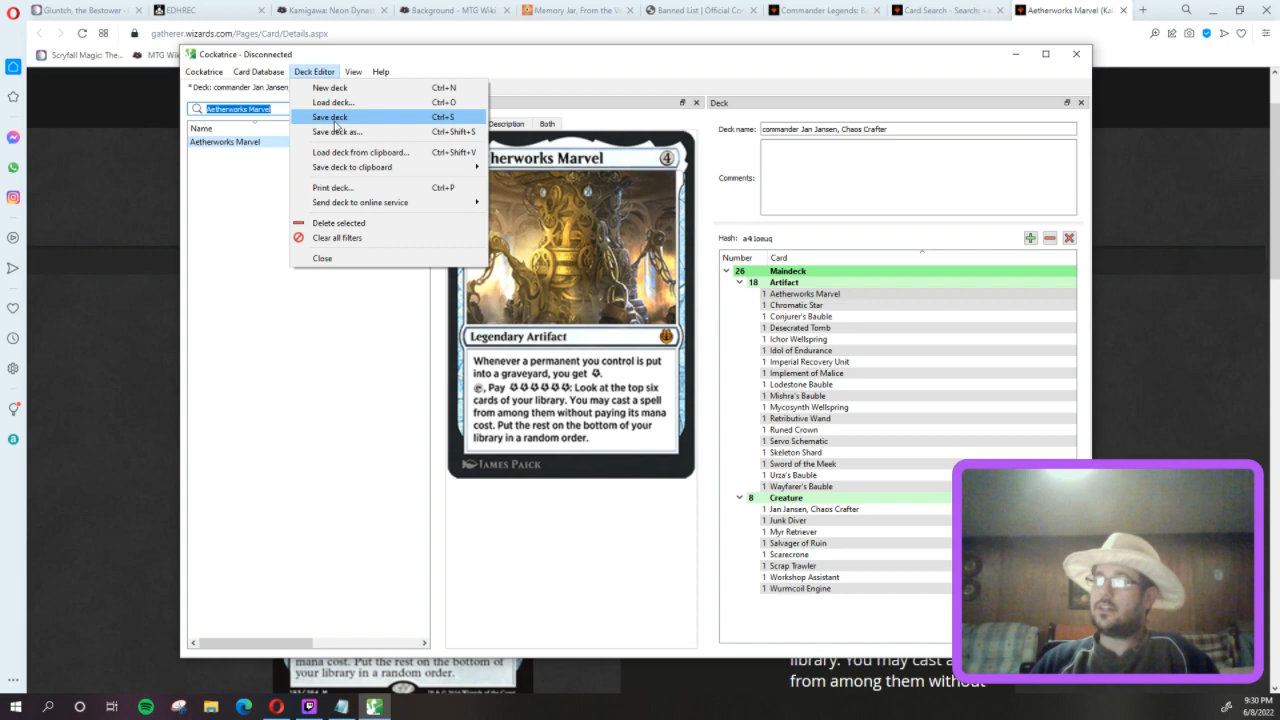 Gluntch, the Bestower
EDHREC
Kamigawa: Neon Dynast
Background - MTG Wiki
Memory Jar, From the Va
Banned List | Official Co
Commander Legends: B
Card Search - Search: +
Aetherworks Marvel (Kal
gatherer.wizards.com/Pages/Card/Details.aspx
Scryfall Magic: The...
MTG Wik
Cockatrice - Disconnected
Cockatrice
Card Database
Deck Editor
View
Help
*Deck: commander Jan Jansen,
Aetherworks Marvel
Name
Aetherworks Marvel
New deck Ctrl+N
Load deck... Ctrl+O
Save deck Ctrl+S
Save deck as... Ctrl+Shift+S
Load deck from clipboard... Ctrl+Shift+V
Save deck to clipboard
Print deck... Ctrl+P
Send deck to online service
Delete selected
Clear all filters
Close
Description
Both
herworks Marvel 4
Legendary Artifact
Whenever a permanent you control is put
into a graveyard, you get
, Pay : Look at the top six
cards of your library. You may cast a spell
from among them without paying its mana
cost. Put the rest on the bottom of your
library in a random order.
James Paick
Deck
Deck name: commander Jan Jansen, Chaos Crafter
Comments:
Hash: a41oeuq
Number Card
26 Maindeck
18 Artifact
1 Aetherworks Marvel
1 Chromatic Star
1 Conjurer's Bauble
1 Desecrated Tomb
1 Ichor Wellspring
1 Idol of Endurance
1 Imperial Recovery Unit
1 Implement of Malice
1 Lodestone Bauble
1 Mishra's Bauble
1 Mycosynth Wellspring
1 Retributive Wand
1 Runed Crown
1 Servo Schematic
1 Skeleton Shard
1 Sword of the Meek
1 Urza's Bauble
1 Wayfarer's Bauble
8 Creature
1 Jan Jansen, Chaos Crafter
1 Junk Diver
1 Myr Retriever
1 Salvager of Ruin
1 Scarecrone
1 Scrap Trawler
1 Workshop Assistant
1 Wurmcoil Engine
mana cost. Put the rest on the bottom of
your library in a random order.
library. You may cast a
from among them without
9:30 PM
6/8/2022